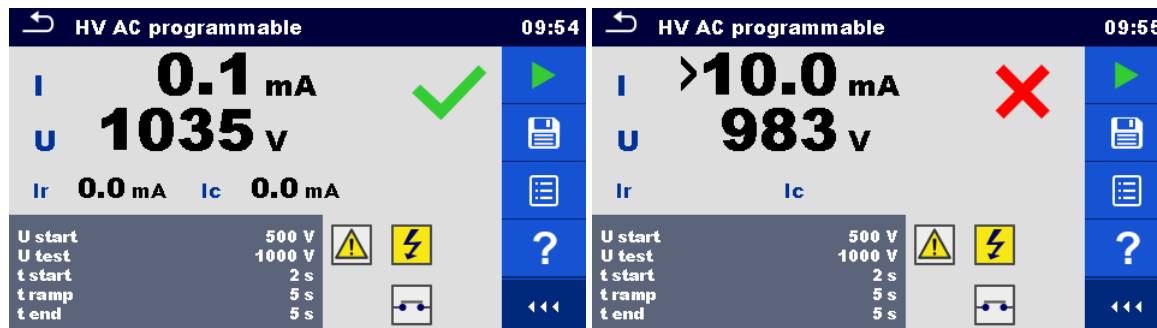 HV AC programmable 09:54
I 0.1 mA
U 1035 V
Ir 0.0 mA Ic 0.0 mA
U start 500 V
U test 1000 V
t start 2 s
t ramp 5 s
t end 5 s
?
HV AC programmable 09:55
I >10.0 mA
U 983 V
Ir Ic
U start 500 V
U test 1000 V
t start 2 s
t ramp 5 s
t end 5 s
?